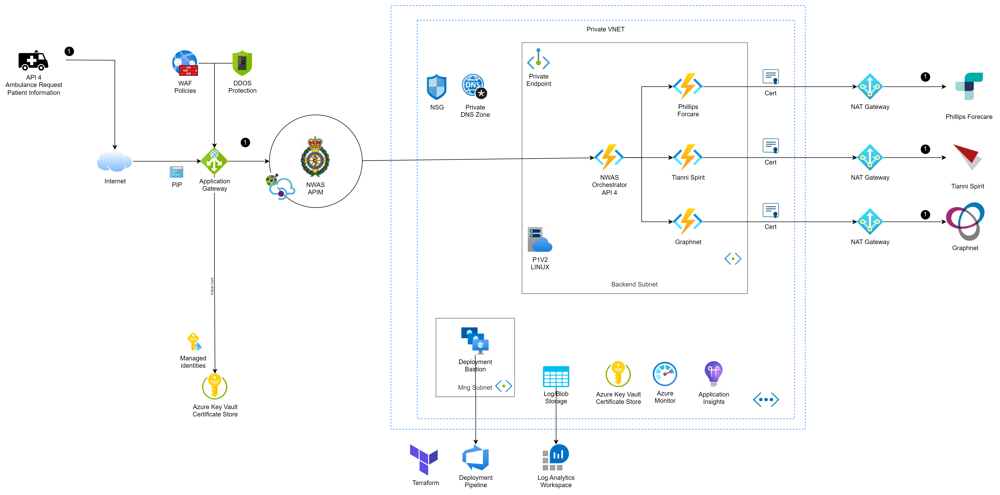 Private VNET
1
API 4
Ambulance Request
Patient Information
WAF
Policies
DDOS
Protection
Internet
PIP
Application
Gateway
1
NWAS
APIM
Fetch Cert
Managed
identities
Azure Key Vault
Certificate Store
NSG
DNS
*
Private
DNS Zone
Private
Endpoint
NWAS
Orchestrator
API 4
Phillips
Forcare
Tianni Spirit
Graphnet
P1V2
LINUX
Backend Subnet
Cert
NAT Gateway
1
Phillips Forecare
Cert
NAT Gateway
1
Tianni Spirit
Cert
NAT Gateway
1
Graphnet
Deployment
Bastion
Mng Subnet
Log/Blob
Storage
Azure Key Vault
Certificate Store
Azure
Monitor
Application
Insights
Terraform
Deployment
Pipeline
Log Analytics
Workspace